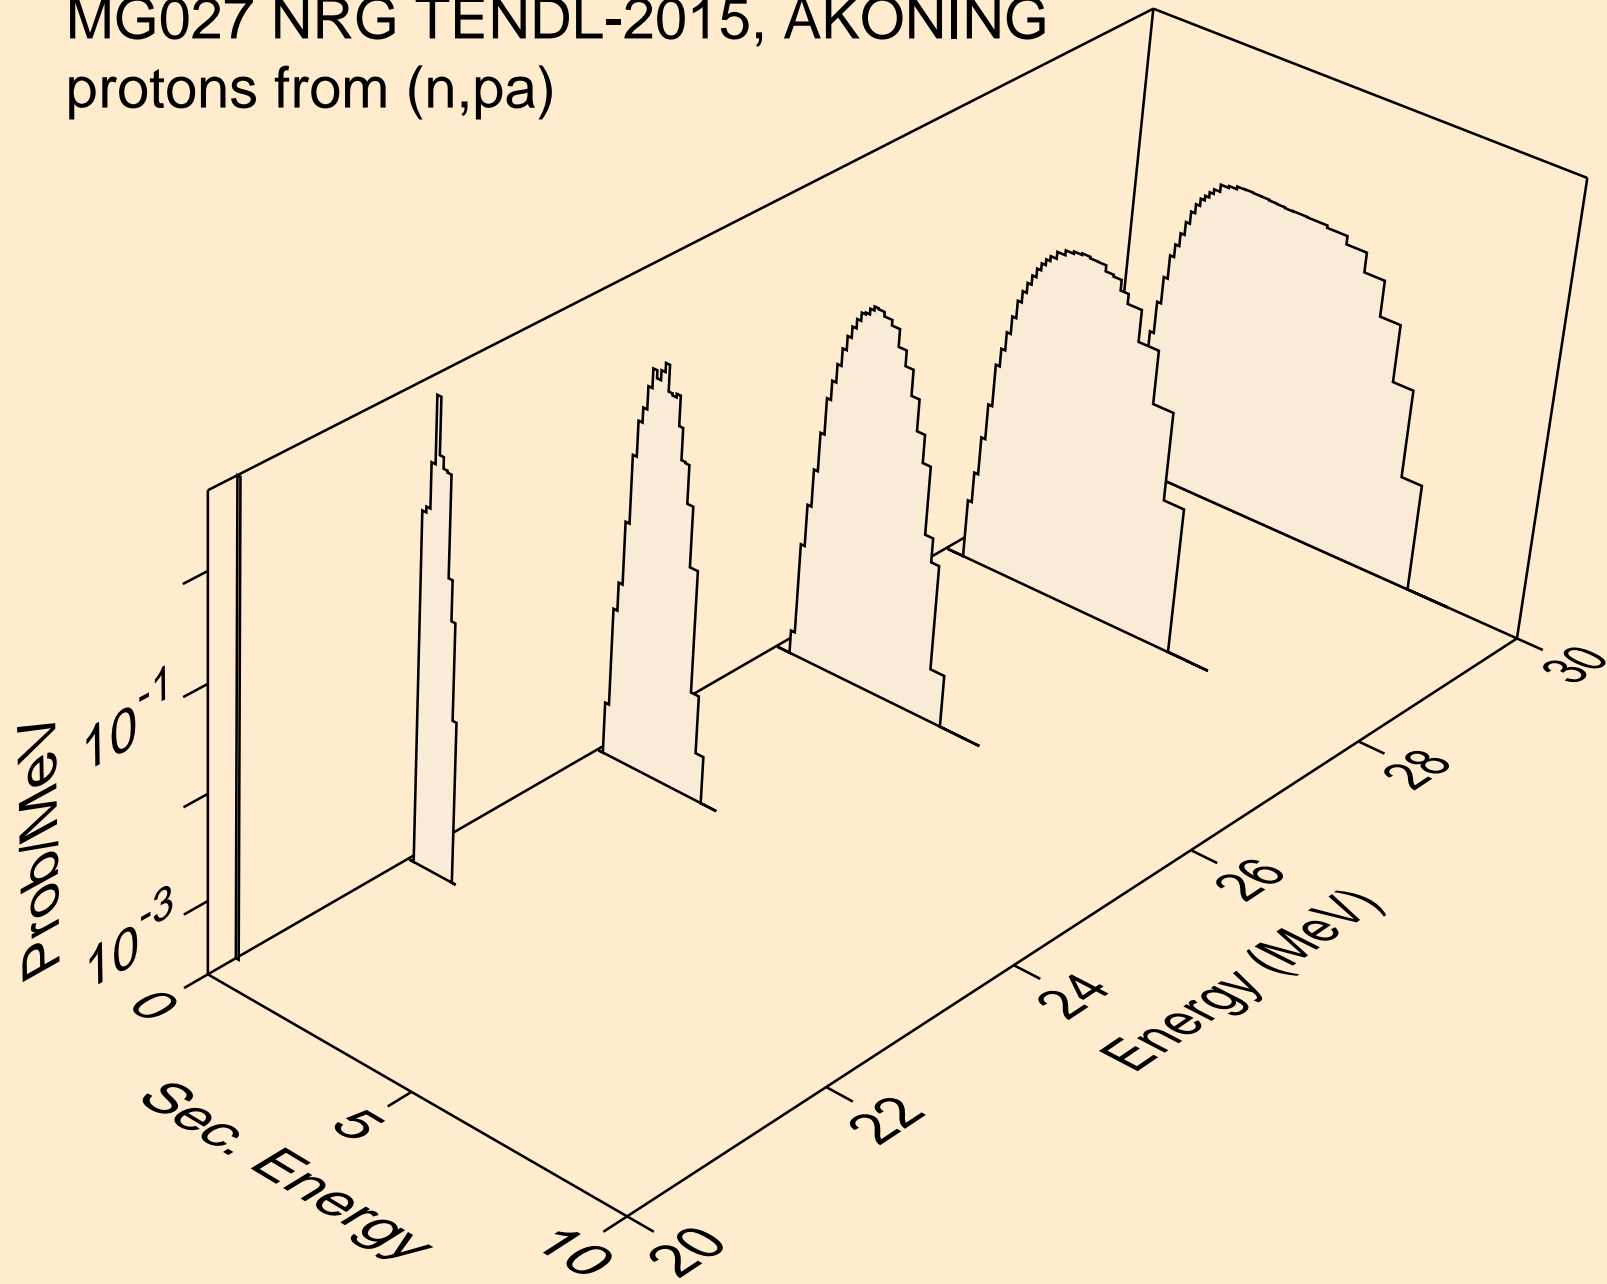 MG027 NRG TENDL-2015, AKONING
protons from (n,pa)
10^-1
10^-3
Prob/MeV
0
5
10
Sec. Energy
20
22
24
26
28
30
Energy (MeV)